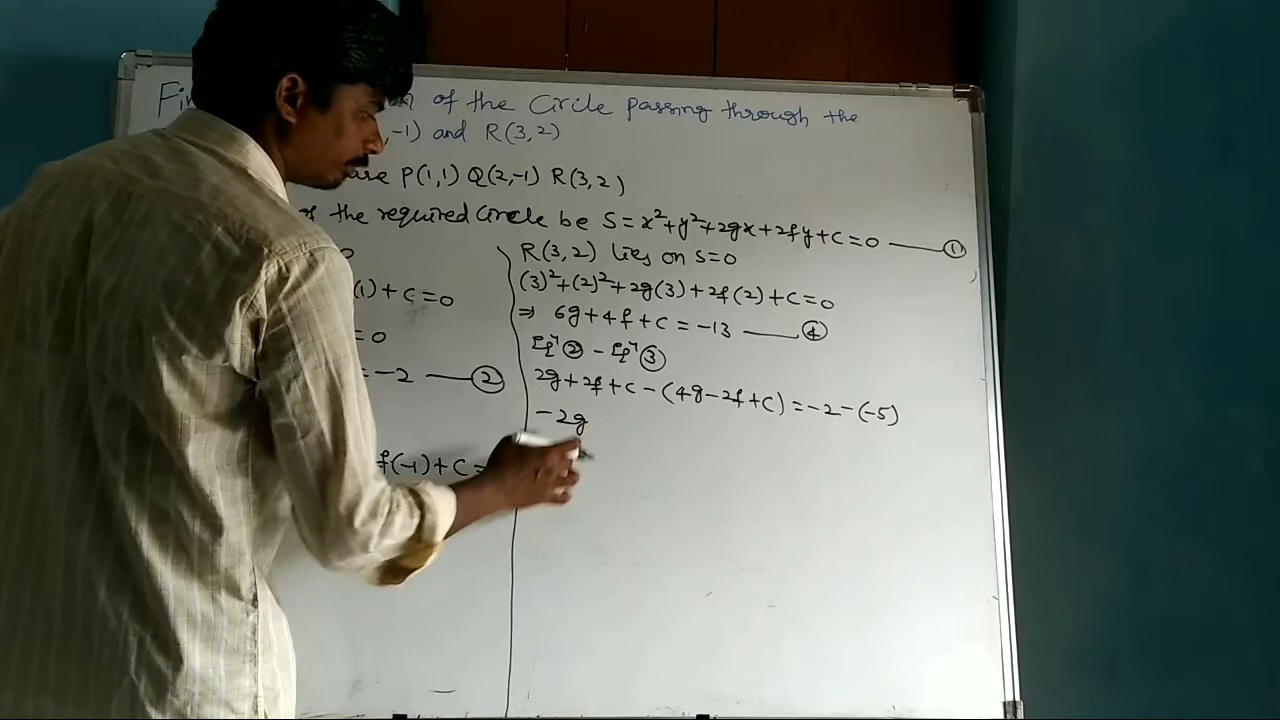 of the Circle passing through the
,-1) and R(3,2)
are P(1,1) Q(2,-1) R(3,2)
of the required Circle be S = x²+y²+2gx+2fy+c=0 ——— ①
(1)+c=0
= 0
= -2 ——— ②
f(-1)+c=
R(3,2) lies on S=0
(3)²+(2)²+2g(3)+2f(2)+c=0
⇒ 6g+4f+c = -13 ——— ④
Eqⁿ ② - Eqⁿ ③
2g+2f+c-(4g-2f+c) = -2-(-5)
-2g